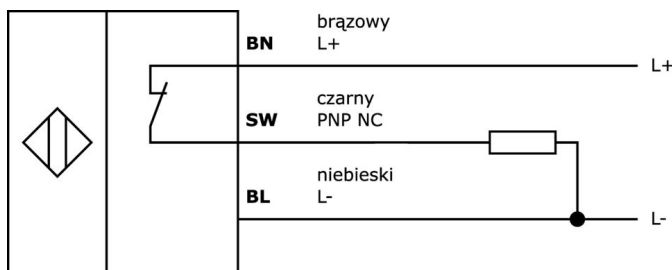 brązowy
BN L+
L+
czarny
SW PNP NC
niebieski
BL L-
L-